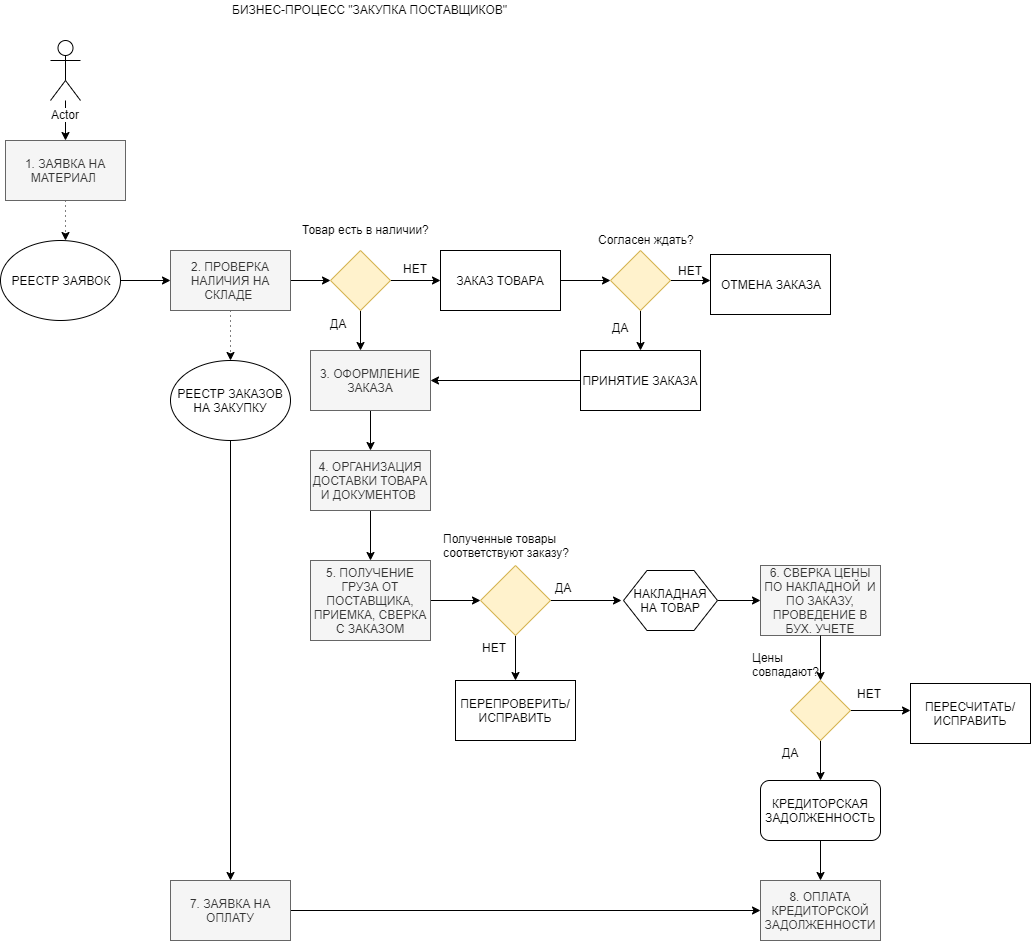 БИЗНЕС-ПРОЦЕСС "ЗАКУПКА ПОСТАВЩИКОВ"
Actor
1. ЗАЯВКА НА
МАТЕРИАЛ
РЕЕСТР ЗАЯВОК
2. ПРОВЕРКА
НАЛИЧИЯ НА
СКЛАДЕ
Товар есть в наличии?
НЕТ
ДА
ЗАКАЗ ТОВАРА
Согласен ждать?
НЕТ
ДА
ОТМЕНА ЗАКАЗА
ПРИНЯТИЕ ЗАКАЗА
3. ОФОРМЛЕНИЕ
ЗАКАЗА
РЕЕСТР ЗАКАЗОВ
НА ЗАКУПКУ
4. ОРГАНИЗАЦИЯ
ДОСТАВКИ ТОВАРА
И ДОКУМЕНТОВ
5. ПОЛУЧЕНИЕ
ГРУЗА ОТ
ПОСТАВЩИКА,
ПРИЕМКА, СВЕРКА
С ЗАКАЗОМ
Полученные товары
соответствуют заказу?
ДА
НЕТ
ПЕРЕПРОВЕРИТЬ/
ИСПРАВИТЬ
НАКЛАДНАЯ
НА ТОВАР
6. СВЕРКА ЦЕНЫ
ПО НАКЛАДНОЙ И
ПО ЗАКАЗУ,
ПРОВЕДЕНИЕ В
БУХ. УЧЕТЕ
Цены
совпадают?
НЕТ
ДА
ПЕРЕСЧИТАТЬ/
ИСПРАВИТЬ
КРЕДИТОРСКАЯ
ЗАДОЛЖЕННОСТЬ
7. ЗАЯВКА НА
ОПЛАТУ
8. ОПЛАТА
КРЕДИТОРСКОЙ
ЗАДОЛЖЕННОСТИ